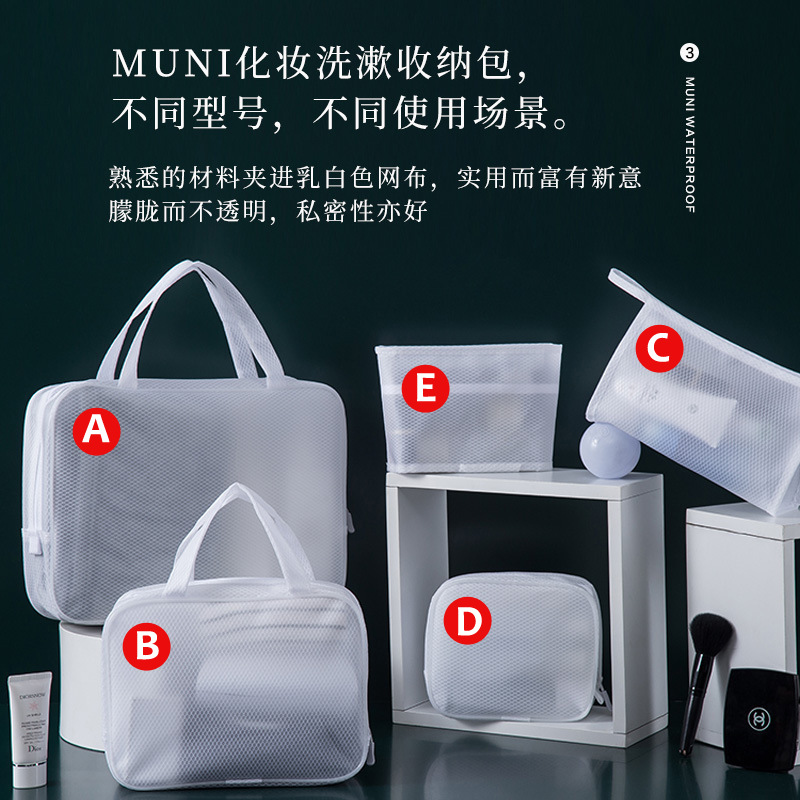 MUNI化妆洗漱收纳包，
不同型号，不同使用场景。
熟悉的材料夹进乳白色网布，实用而富有新意
朦胧而不透明，私密性亦好
3
MUNI WATERPROOF
A
E
C
B
D
DIORSNOW
Dior